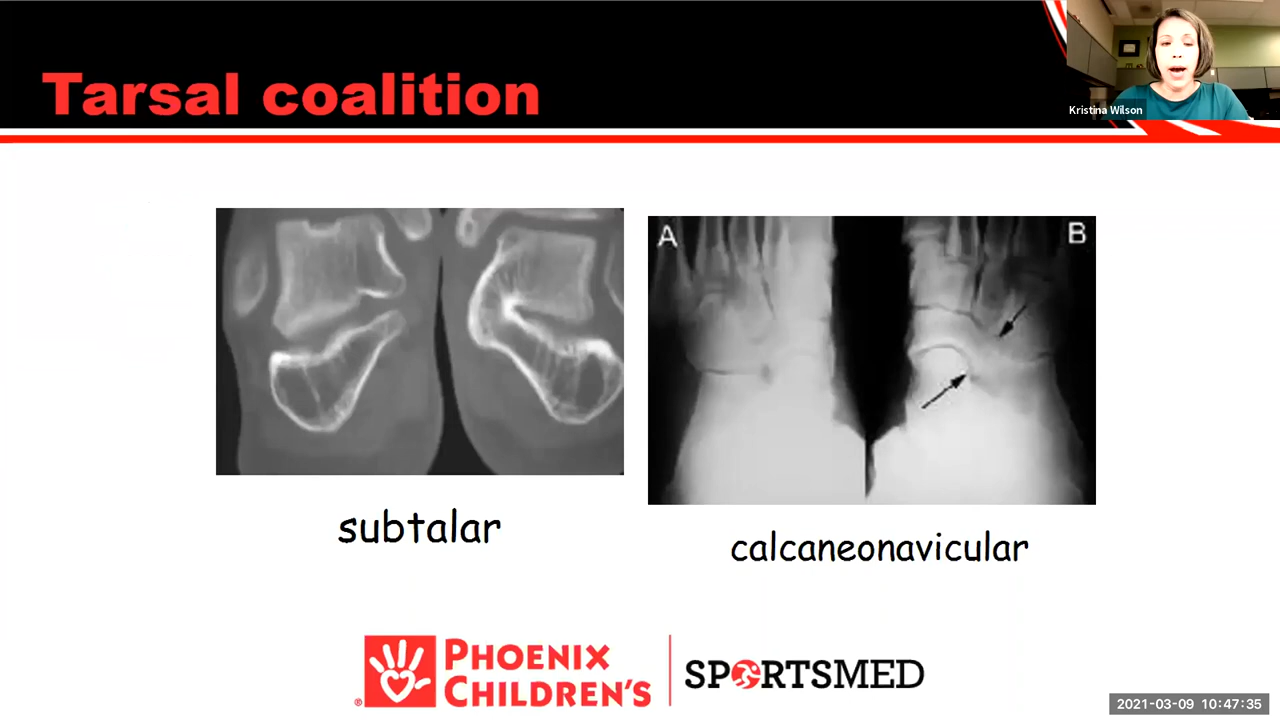 Tarsal coalition
Kristina Wilson
A
B
subtalar
calcaneonavicular
PHOENIX
CHILDREN'S
®
SPORTSMED
2021-03-09 10:47:35